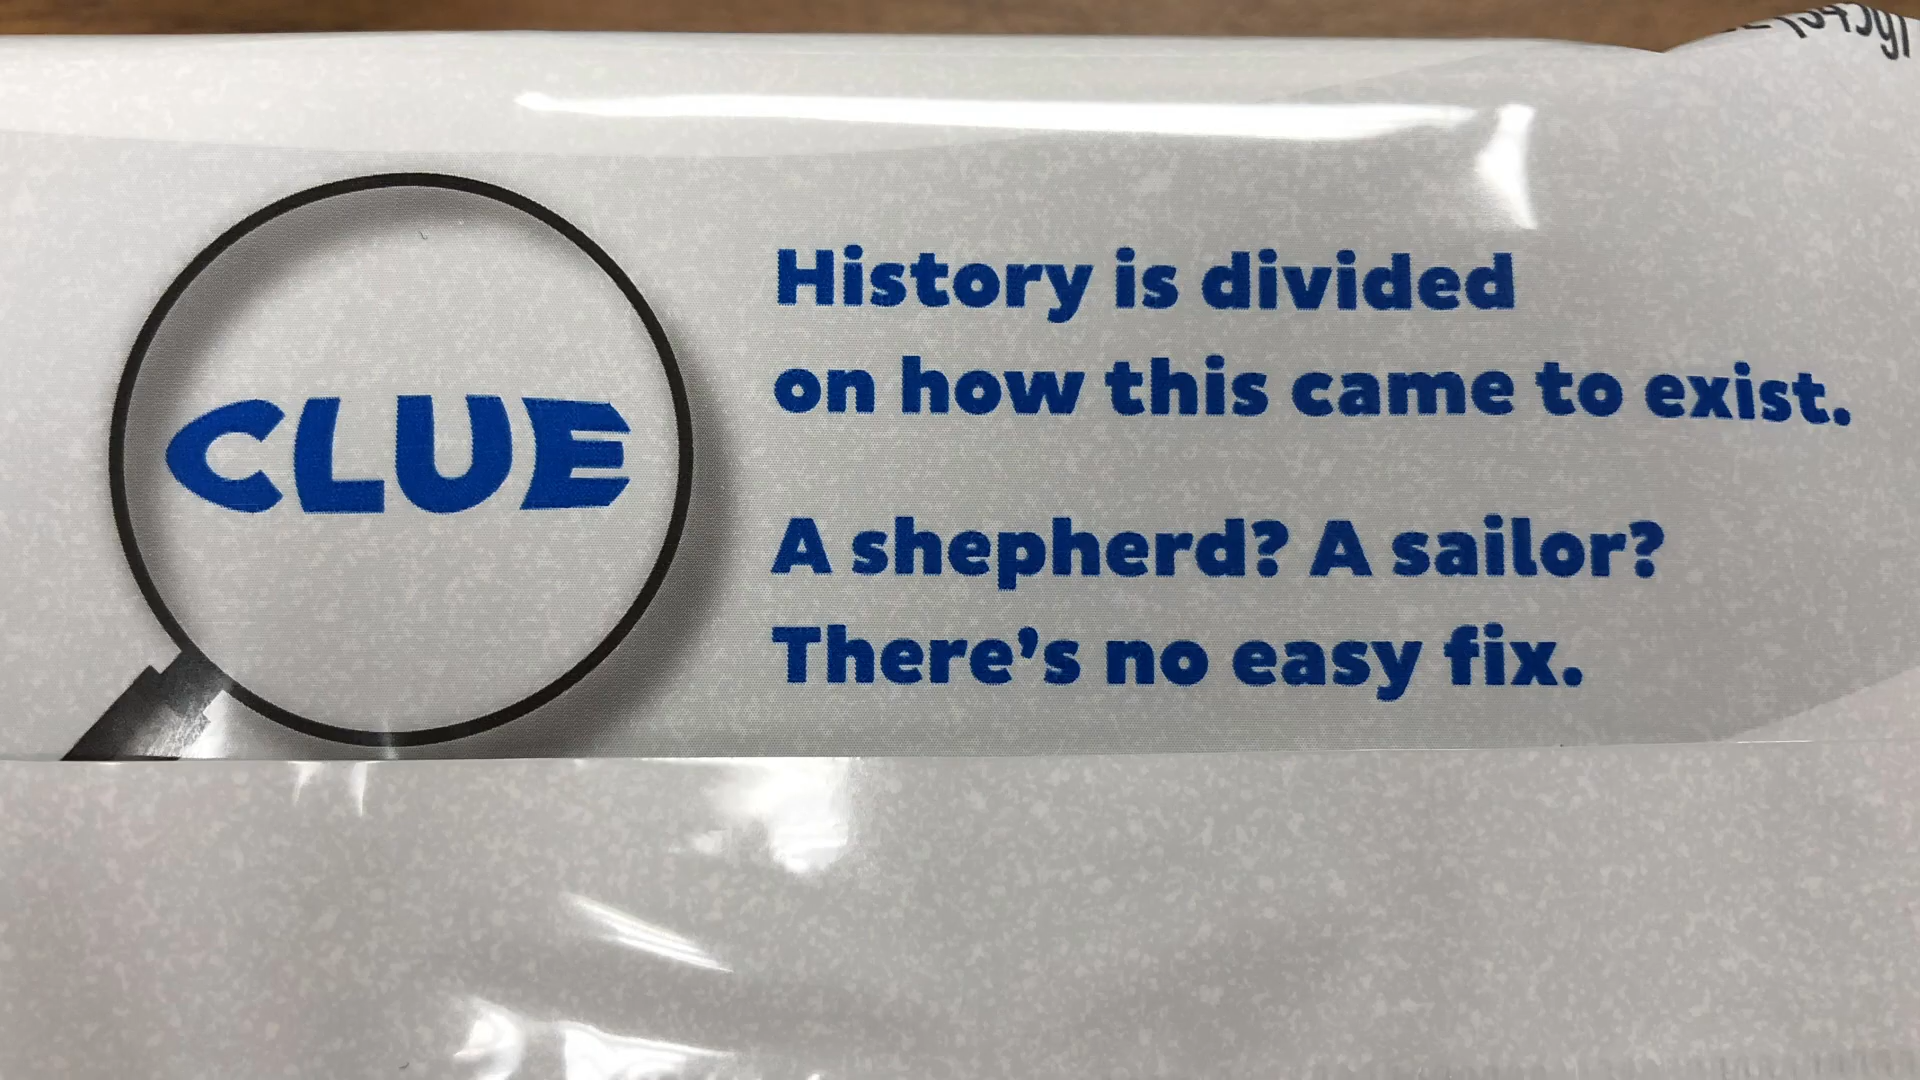 CLUE
History is divided
on how this came to exist.
A shepherd? A sailor?
There's no easy fix.